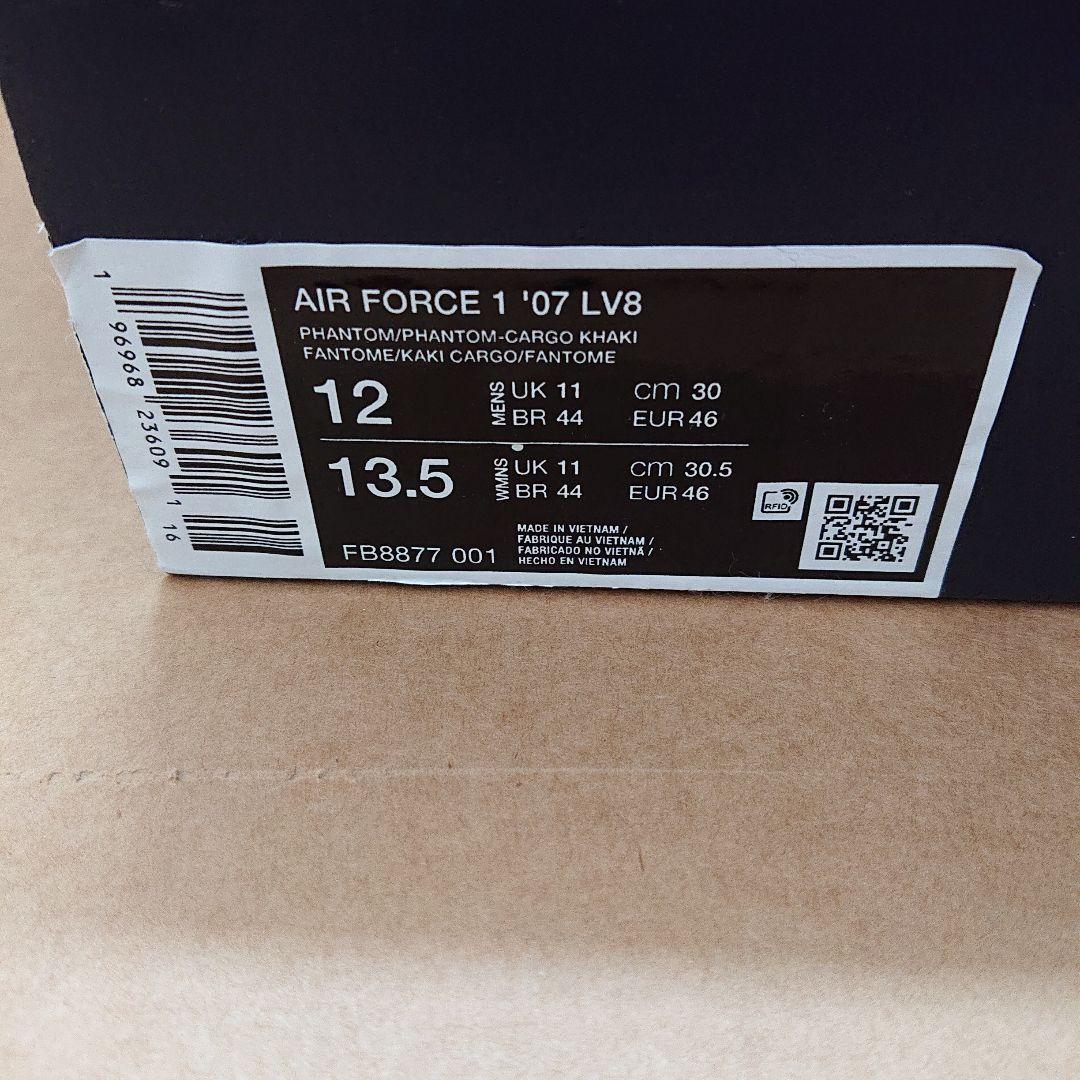 AIR FORCE 1 '07 LV8
PHANTOM/PHANTOM-CARGO KHAKI
FANTOME/KAKI CARGO/FANTOME
12 MENS UK 11 cm 30
BR 44 EUR 46
13.5 WMNS UK 11 cm 30.5
BR 44 EUR 46
RFID
FB8877 001
MADE IN VIETNAM /
FABRIQUE AU VIETNAM /
FABRICADO NO VIETNÃ /
HECHO EN VIETNAM
1 96968 23609 1 16